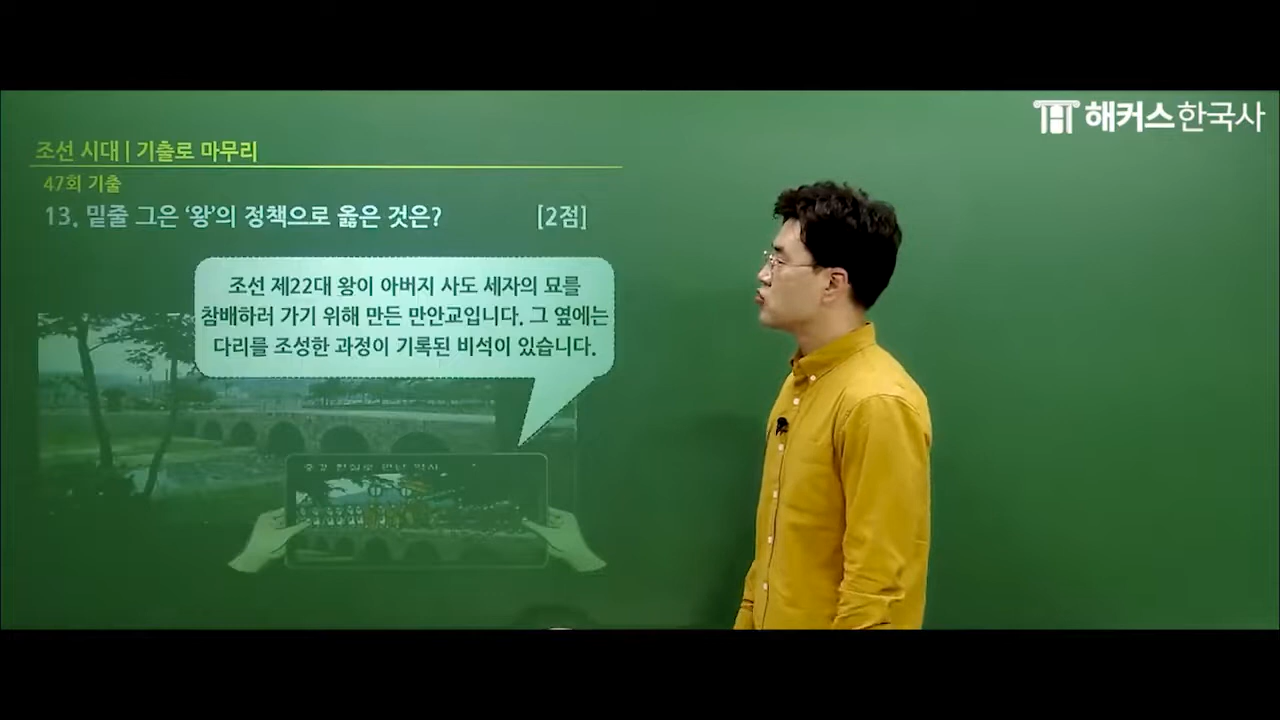 해커스한국사
조선 시대 | 기출로 마무리
47회 기출
13. 밑줄 그은 ‘왕’의 정책으로 옳은 것은? [2점]
조선 제22대 왕이 아버지 사도 세자의 묘를
참배하러 가기 위해 만든 만안교입니다. 그 옆에는
다리를 조성한 과정이 기록된 비석이 있습니다.